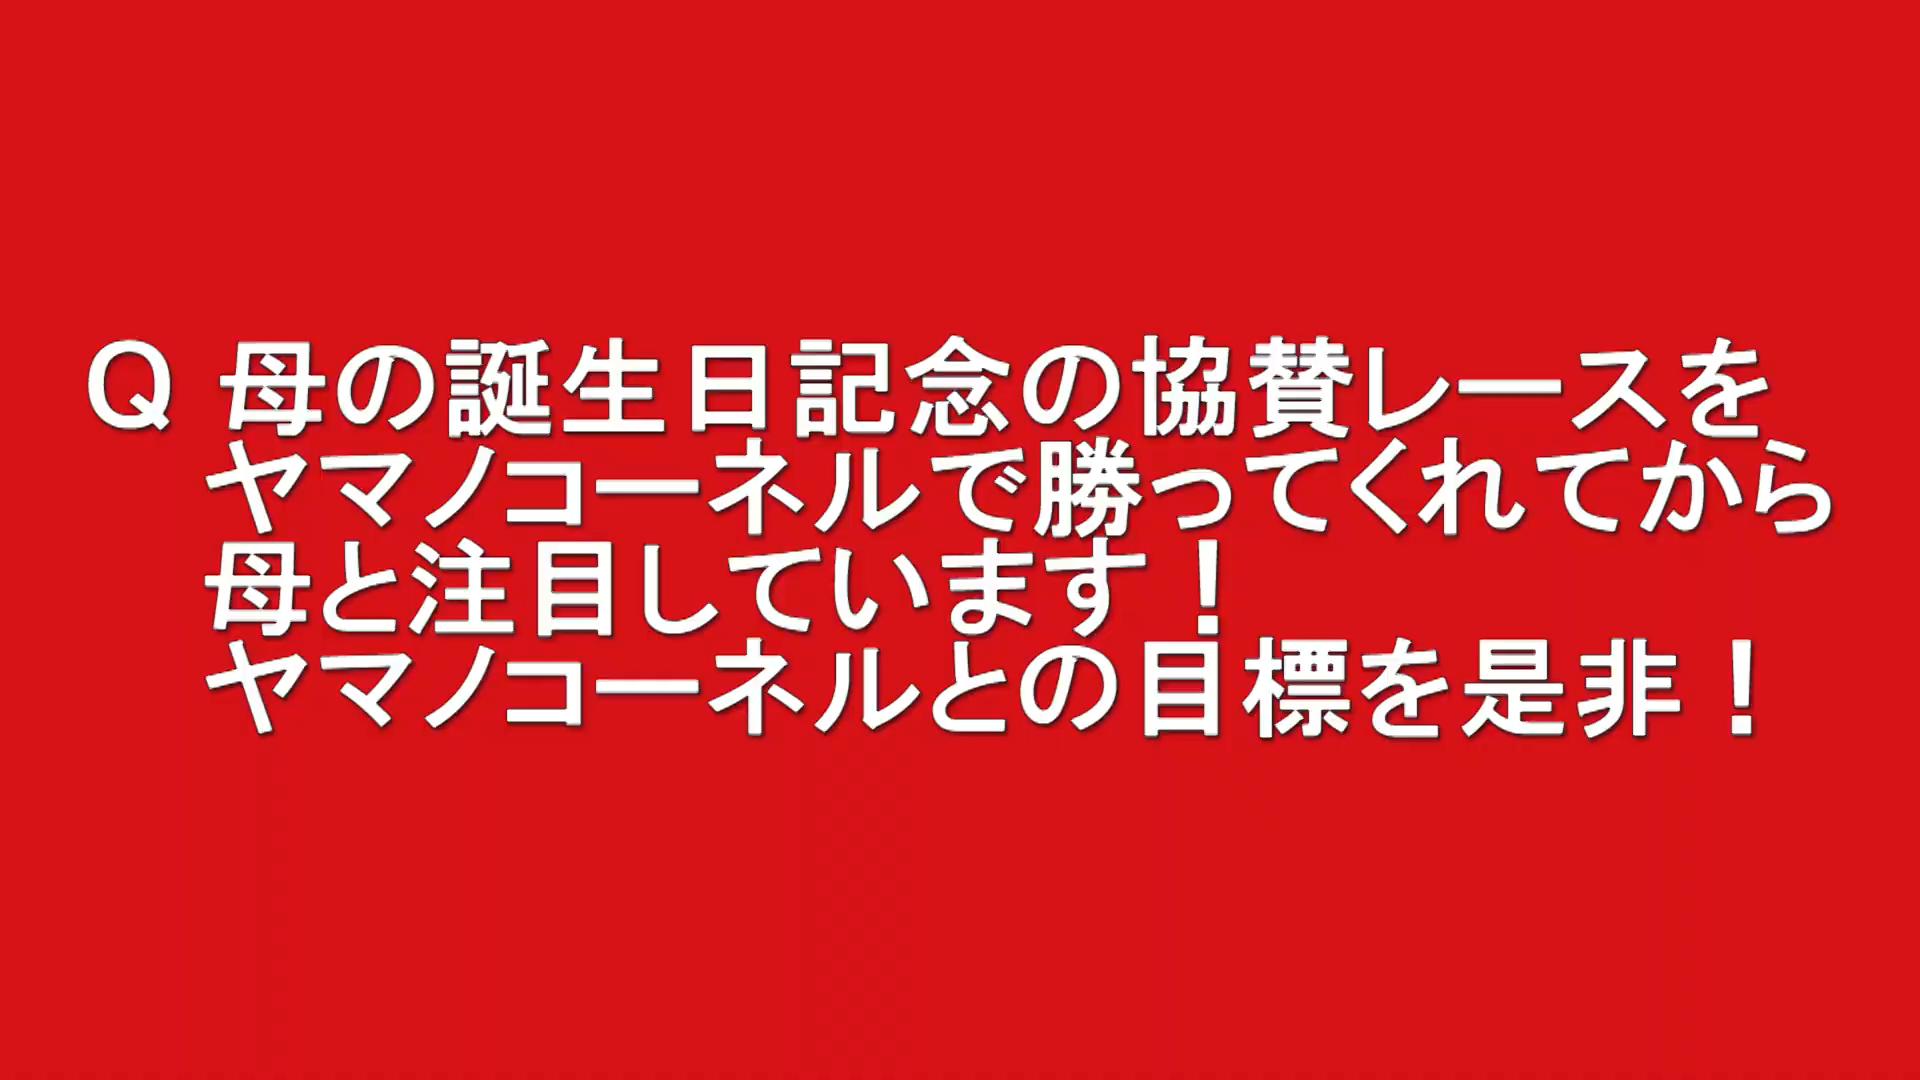 Q 母の誕生日記念の協賛レースを
ヤマノコーネルで勝ってくれてから
母と注目しています！
ヤマノコーネルとの目標を是非！